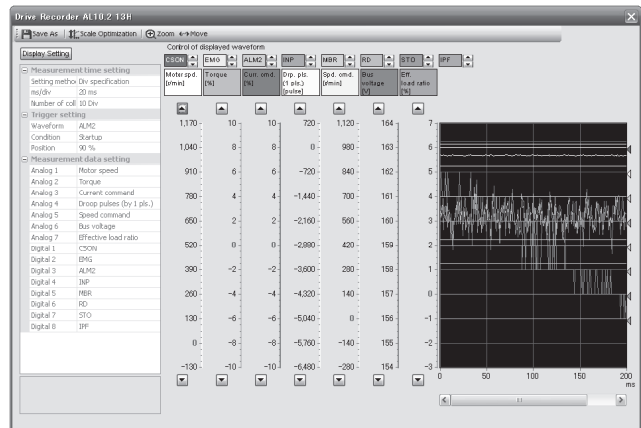 Drive Recorder AL10.2 13H
Save As Scale Optimization Zoom Move
Display Setting
Control of displayed waveform
CSON EMG ALM2 INP MBR RD STO IPF
Motor spd. [r/min]
Torque [%]
Curr. cmd. [%]
Drp. pls. (1 pls.) [pulse]
Spd. cmd. [r/min]
Bus voltage [V]
Eff. load ratio [%]
Measurement time setting
Setting metho Div specification
ms/div 20 ms
Number of coll 10 Div
Trigger setting
Waveform ALM2
Condition Startup
Position 90 %
Measurement data setting
Analog 1 Motor speed
Analog 2 Torque
Analog 3 Current command
Analog 4 Droop pulses (by 1 pls.)
Analog 5 Speed command
Analog 6 Bus voltage
Analog 7 Effective load ratio
Digital 1 CSON
Digital 2 EMG
Digital 3 ALM2
Digital 4 INP
Digital 5 MBR
Digital 6 RD
Digital 7 STO
Digital 8 IPF
1,170 10 10 720 1,120 164 7
1,040 8 8 0 980 163 6
910 6 6 -720 840 162 5
780 4 4 -1,440 700 161 4
650 2 2 -2,160 560 160 3
520 0 0 -2,880 420 159 2
390 -2 -2 -3,600 280 158 1
260 -4 -4 -4,320 140 157 0
130 -6 -6 -5,040 0 156 -1
0 -8 -8 -5,760 -140 155 -2
-130 -10 -10 -6,480 -280 154 -3
0 50 100 150 200
ms